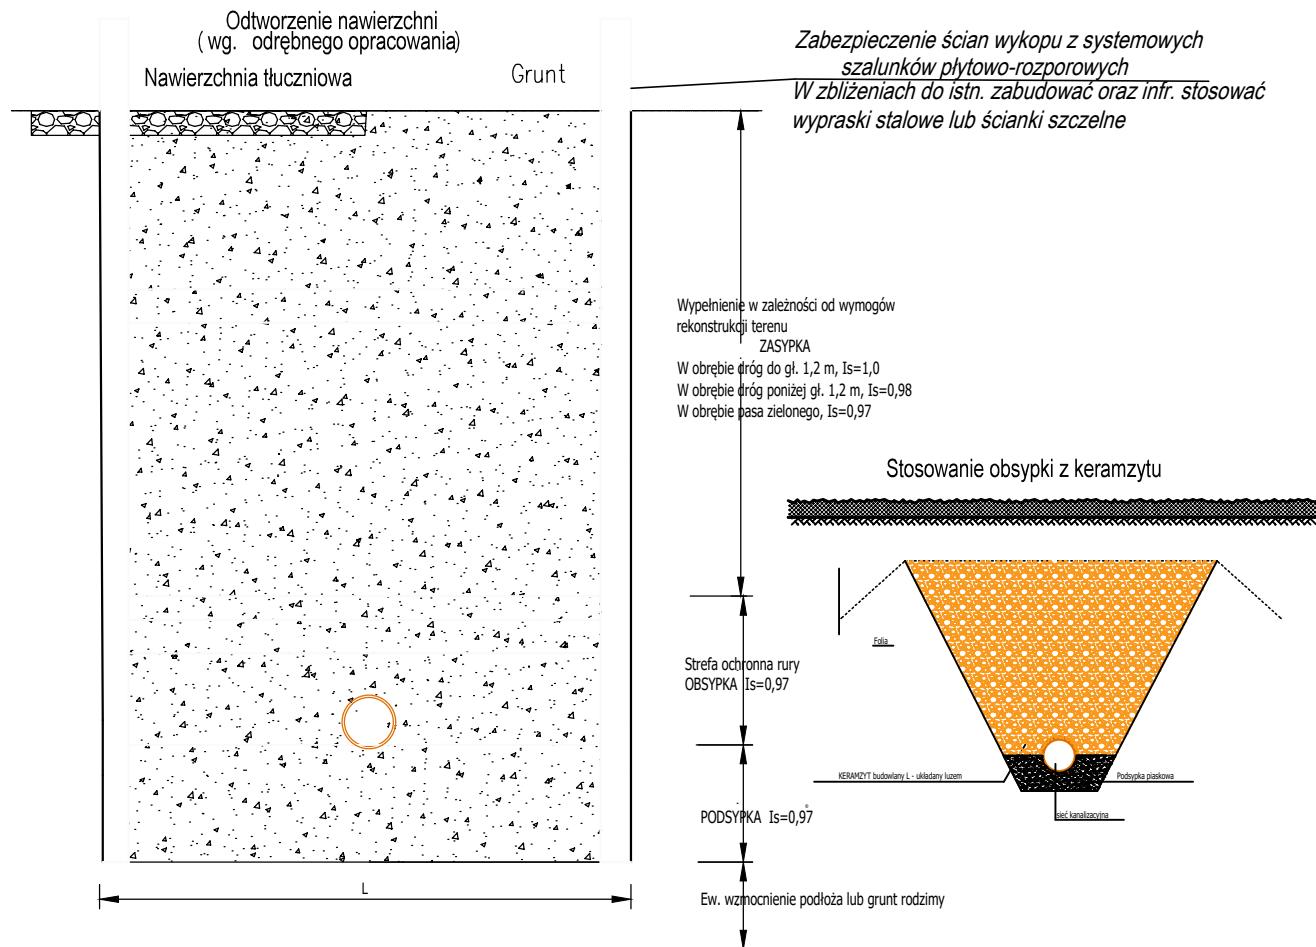 Odtworzenie nawierzchni
( wg. odrębnego opracowania)
Nawierzchnia tłuczniowa
Grunt
Zabezpieczenie ścian wykopu z systemowych
szalunków płytowo-rozporowych
W zbliżeniach do istn. zabudować oraz infr. stosować
wypraski stalowe lub ścianki szczelne
Wypełnienie w zależności od wymogów
rekonstrukcji terenu
ZASYPKA
W obrębie dróg do gł. 1,2 m, Is=1,0
W obrębie dróg poniżej gł. 1,2 m, Is=0,98
W obrębie pasa zielonego, Is=0,97
Strefa ochronna rury
OBSYPKA Is=0,97
PODSYPKA Is=0,97
Ew. wzmocnienie podłoża lub grunt rodzimy
L
Stosowanie obsypki z keramzytu
Folia
KERAMZYT budowlany L - układany luzem
Podsypka piaskowa
sieć kanalizacyjna